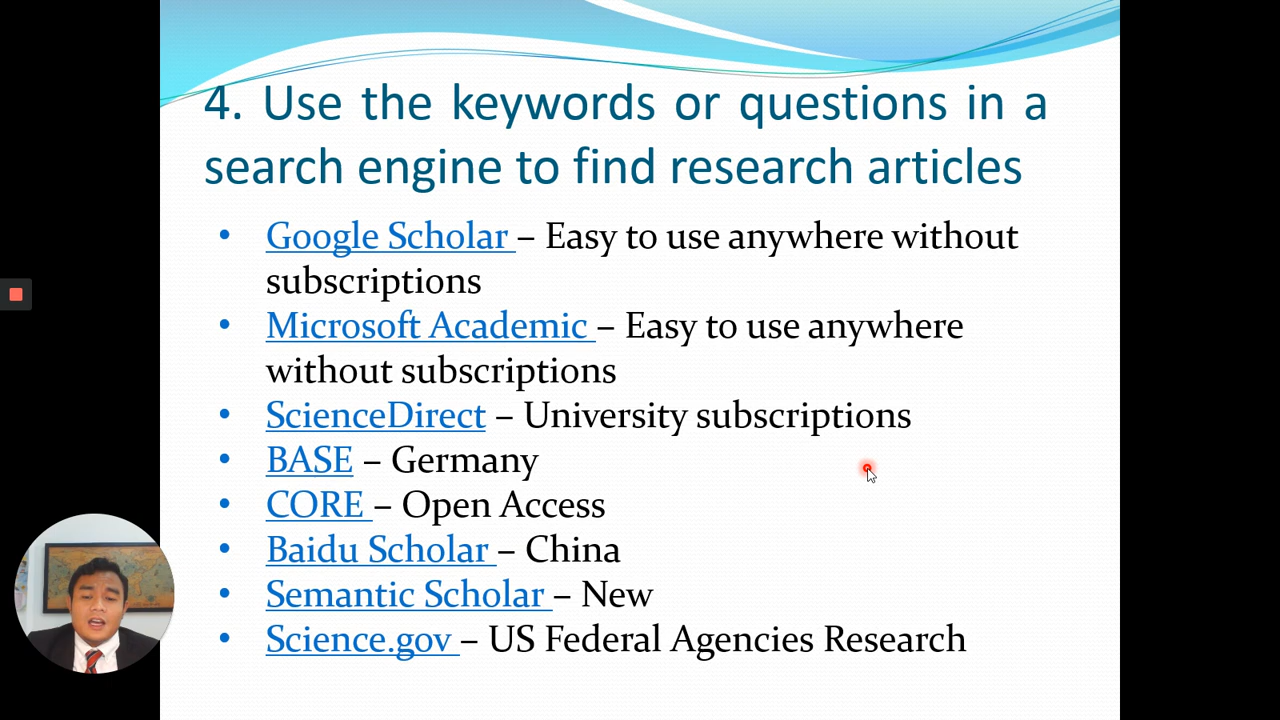 4. Use the keywords or questions in a
search engine to find research articles
• Google Scholar – Easy to use anywhere without
subscriptions
• Microsoft Academic – Easy to use anywhere
without subscriptions
• ScienceDirect – University subscriptions
• BASE – Germany
• CORE – Open Access
• Baidu Scholar – China
• Semantic Scholar – New
• Science.gov – US Federal Agencies Research